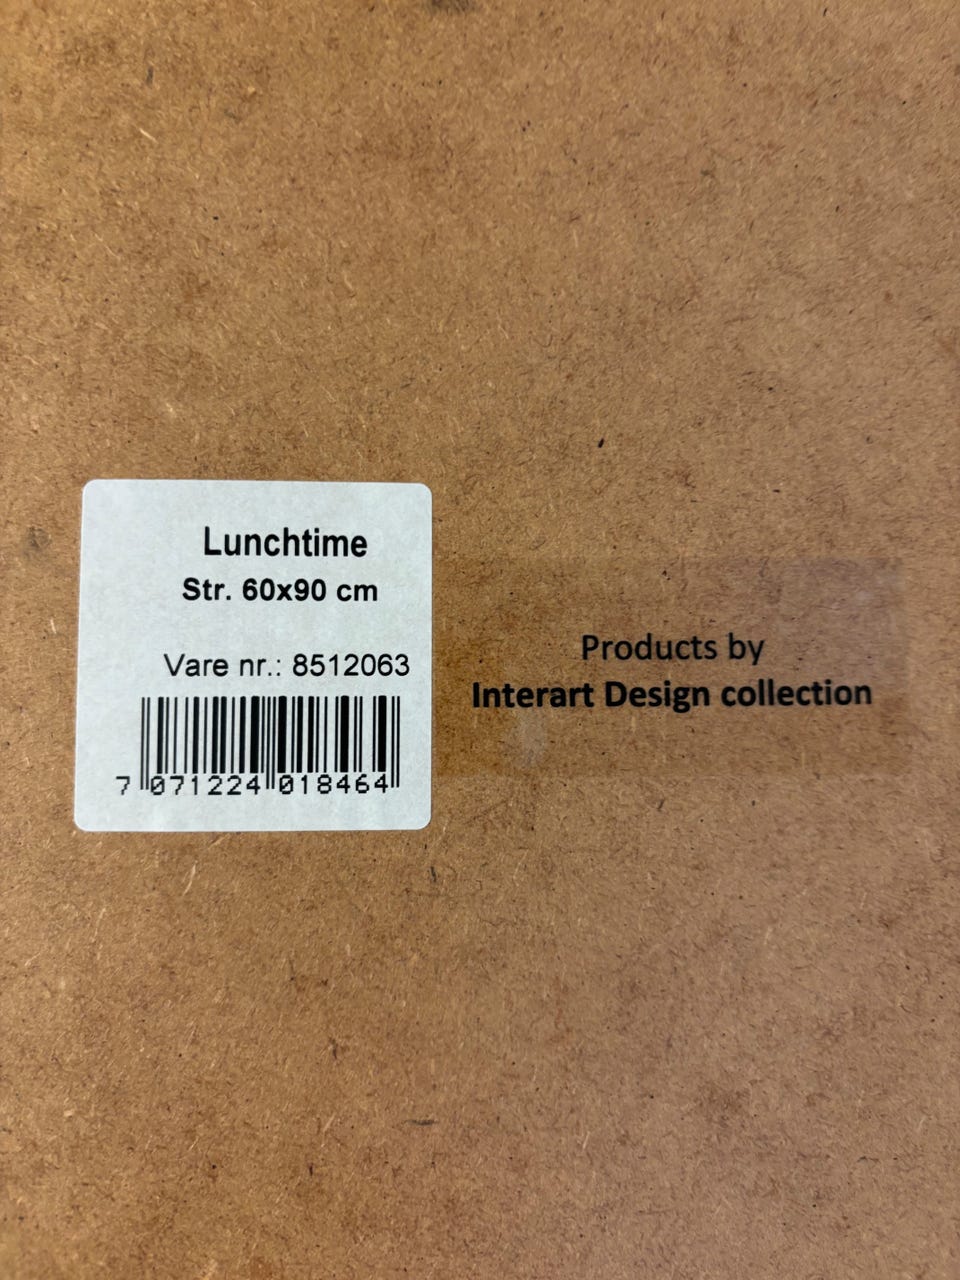 Lunchtime
Str. 60x90 cm
Vare nr.: 8512063
7 071224 018464
Products by
Interart Design collection